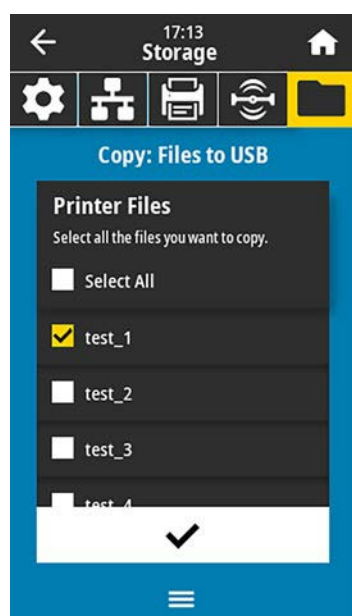 17:13
Storage
Copy: Files to USB
Printer Files
Select all the files you want to copy.
Select All
test_1
test_2
test_3
test_4